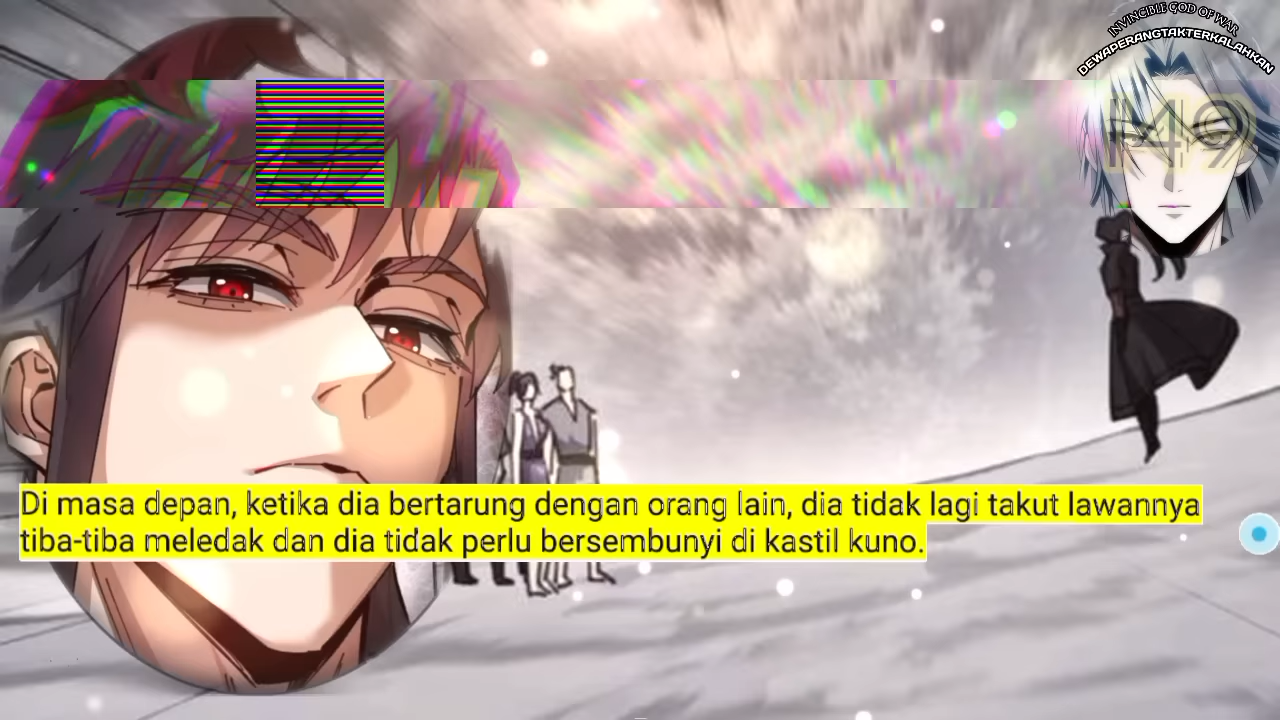 INVINCIBLE GOD OF WAR
DEWAPERANGTAKTERKALAHKAN
149
Di masa depan, ketika dia bertarung dengan orang lain, dia tidak lagi takut lawannya
tiba-tiba meledak dan dia tidak perlu bersembunyi di kastil kuno.